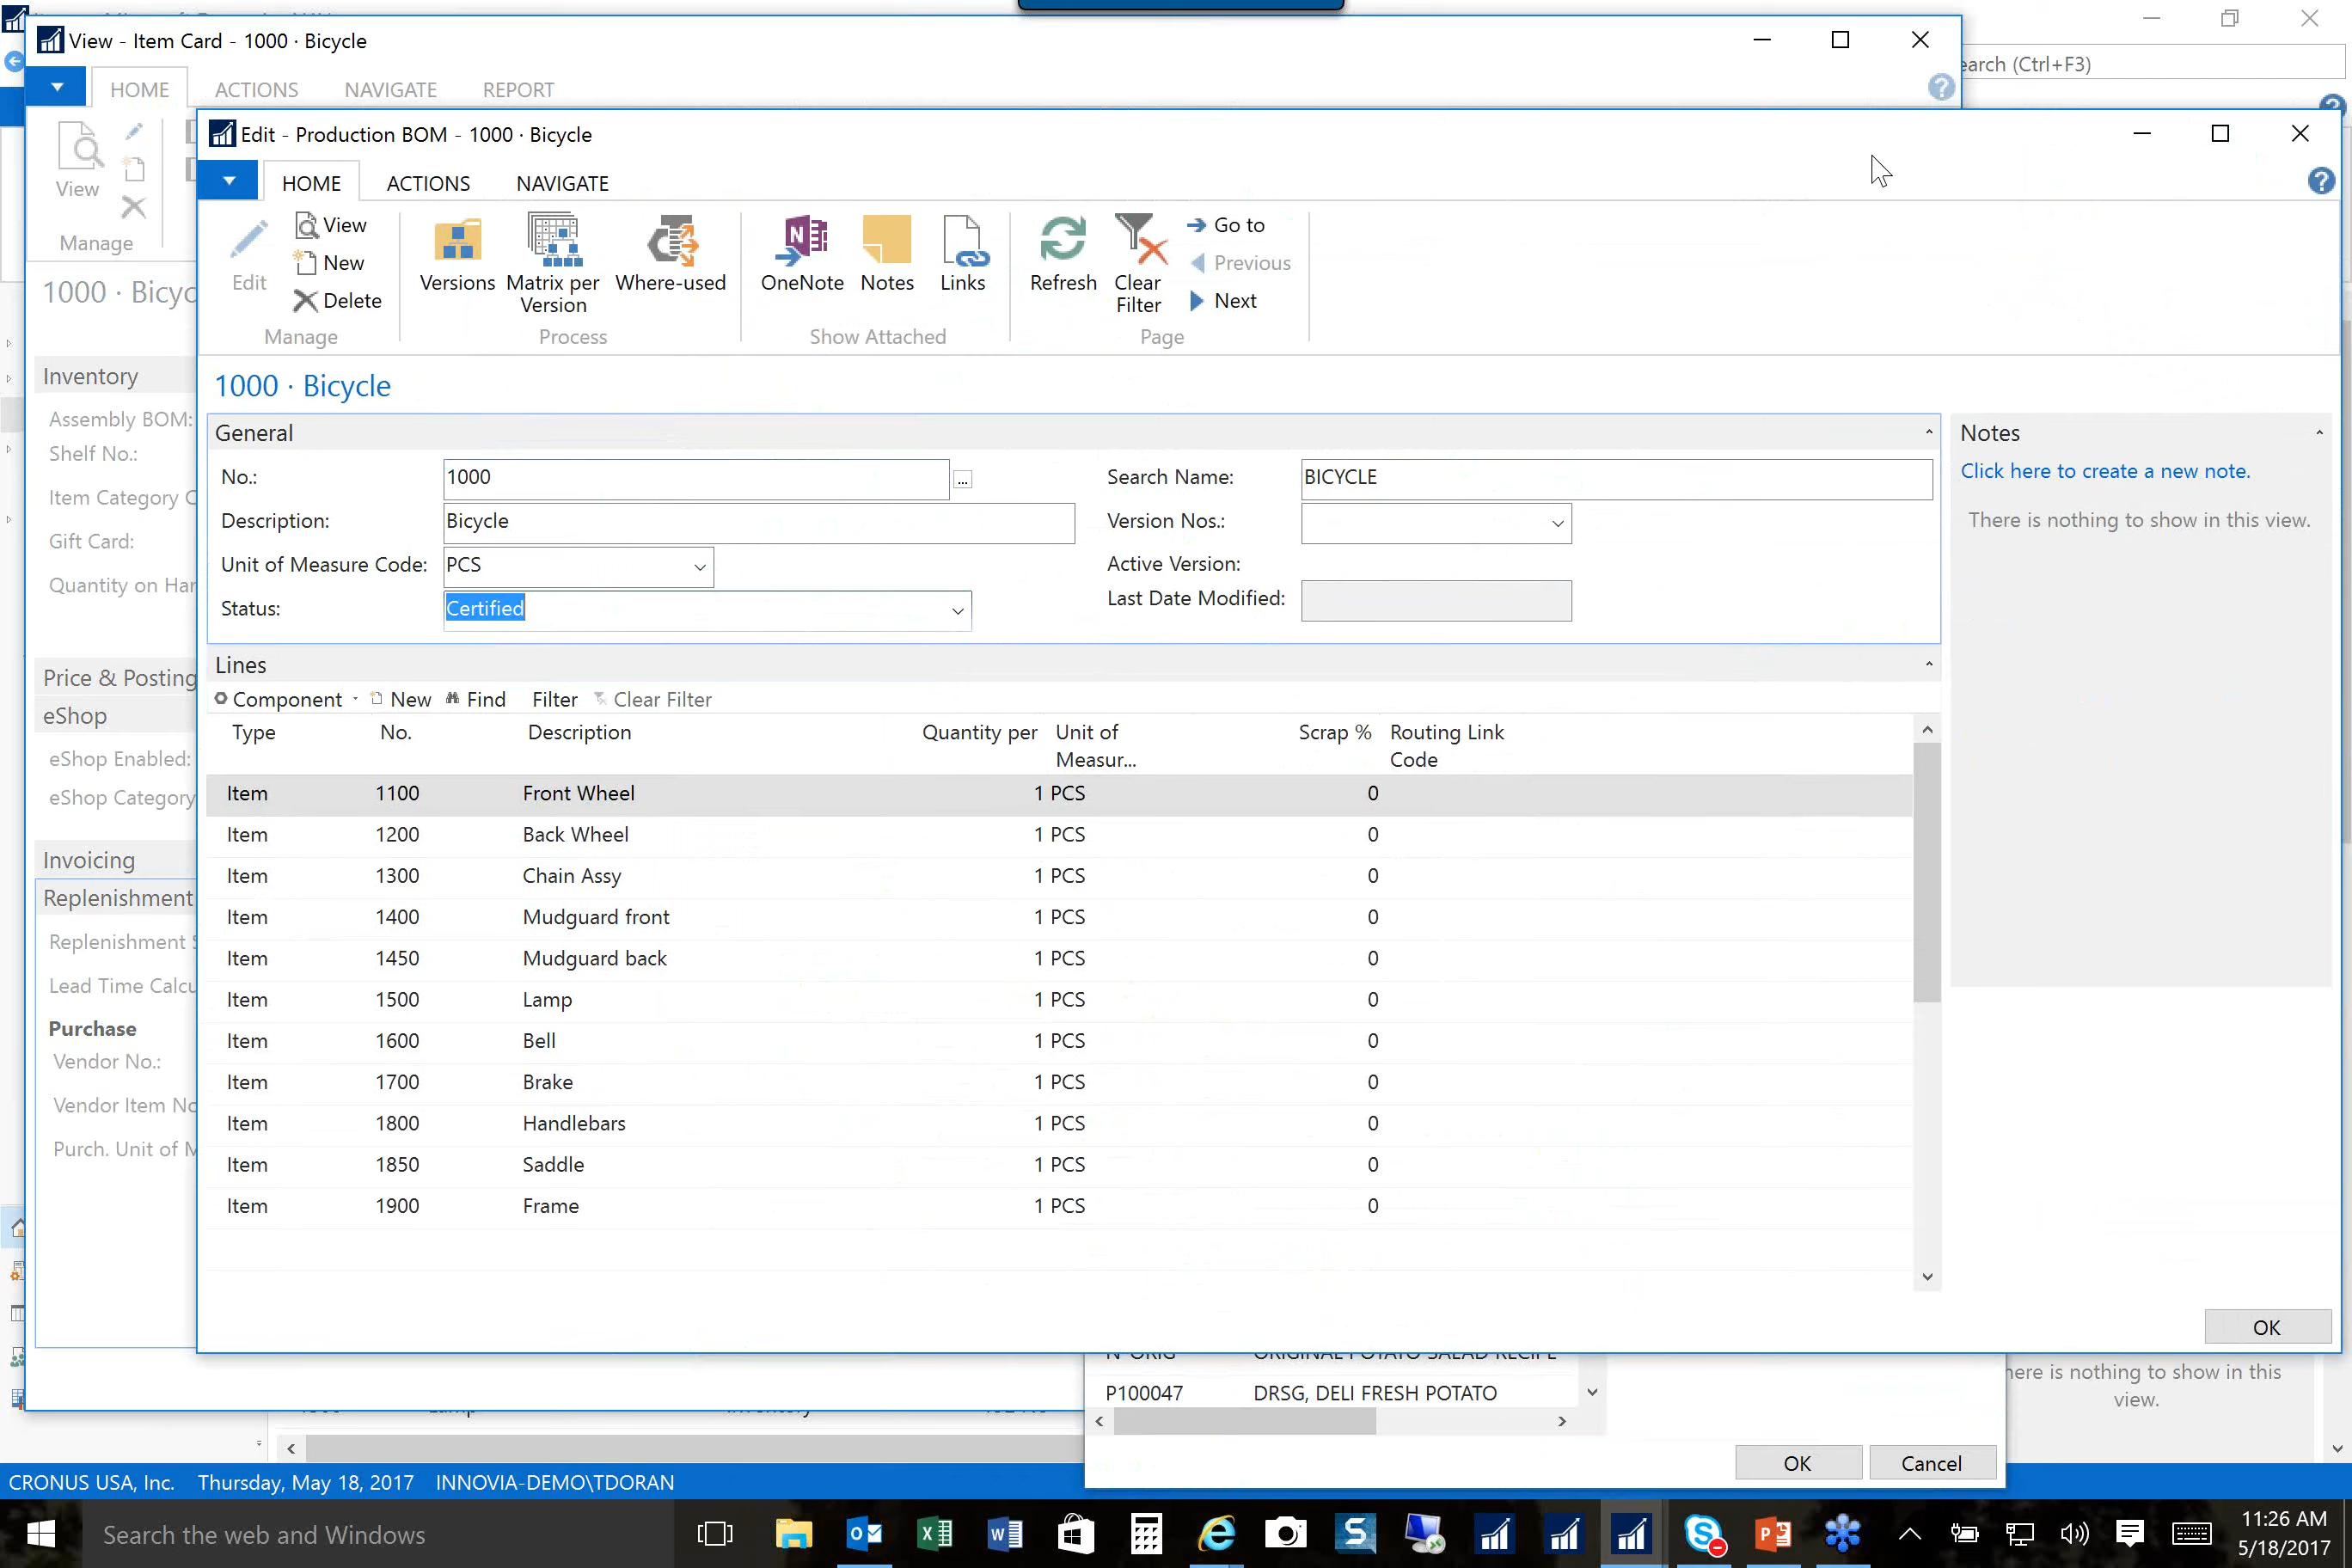 View - Item Card - 1000 · Bicycle
HOME ACTIONS NAVIGATE REPORT
earch (Ctrl+F3)
View
Manage
1000 · Bicyc
Inventory
Assembly BOM:
Shelf No.:
Item Category C
Gift Card:
Quantity on Har
Price & Posting
eShop
eShop Enabled:
eShop Category
Invoicing
Replenishment
Replenishment S
Lead Time Calcu
Purchase
Vendor No.:
Vendor Item No
Purch. Unit of M
Edit - Production BOM - 1000 · Bicycle
HOME ACTIONS NAVIGATE
Edit
View
New
Delete
Manage
Versions
Matrix per
Version
Where-used
Process
OneNote
Notes
Links
Show Attached
Refresh
Clear
Filter
Go to
Previous
Next
Page
1000 · Bicycle
General
No.: 1000 ...
Description: Bicycle
Unit of Measure Code: PCS
Status: Certified
Search Name: BICYCLE
Version Nos.:
Active Version:
Last Date Modified:
Notes
Click here to create a new note.
There is nothing to show in this view.
Lines
Component New Find Filter Clear Filter
Type No. Description Quantity per Unit of Measur... Scrap % Routing Link Code
Item 1100 Front Wheel 1 PCS 0
Item 1200 Back Wheel 1 PCS 0
Item 1300 Chain Assy 1 PCS 0
Item 1400 Mudguard front 1 PCS 0
Item 1450 Mudguard back 1 PCS 0
Item 1500 Lamp 1 PCS 0
Item 1600 Bell 1 PCS 0
Item 1700 Brake 1 PCS 0
Item 1800 Handlebars 1 PCS 0
Item 1850 Saddle 1 PCS 0
Item 1900 Frame 1 PCS 0
OK
ORIGINAL POTATO SALAD RECIPE
P100047 DRSG, DELI FRESH POTATO
here is nothing to show in this
view.
OK Cancel
CRONUS USA, Inc. Thursday, May 18, 2017 INNOVIA-DEMO\TDORAN
Search the web and Windows
11:26 AM
5/18/2017